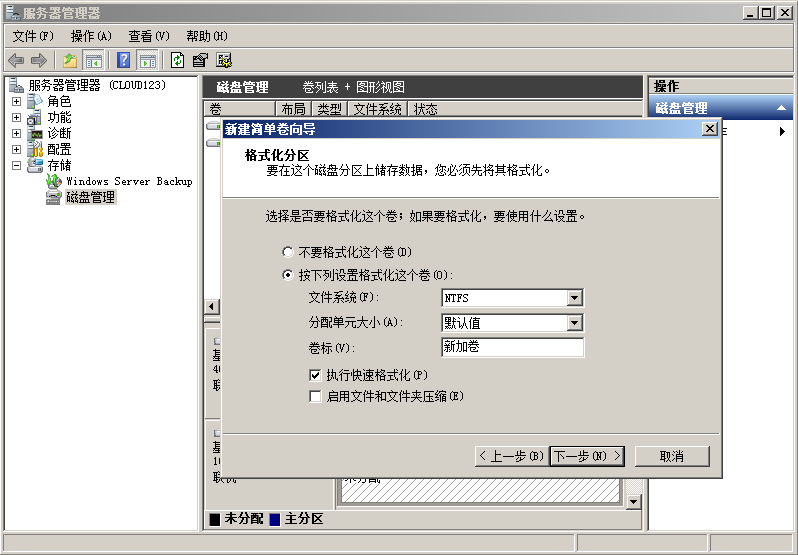 服务器管理器
文件(F) 操作(A) 查看(V) 帮助(H)
服务器管理器 (CLOUD123)
角色
功能
诊断
配置
存储
Windows Server Backup
磁盘管理
磁盘管理 卷列表 + 图形视图
卷 布局 类型 文件系统 状态
操作
磁盘管理
新建简单卷向导
格式化分区
要在这个磁盘分区上储存数据，您必须先将其格式化。
选择是否要格式化这个卷；如果要格式化，要使用什么设置。
不要格式化这个卷(D)
按下列设置格式化这个卷(O):
文件系统(F): NTFS
分配单元大小(A): 默认值
卷标(V): 新加卷
执行快速格式化(P)
启用文件和文件夹压缩(E)
< 上一步(B) 下一步(N) > 取消
未分配 主分区